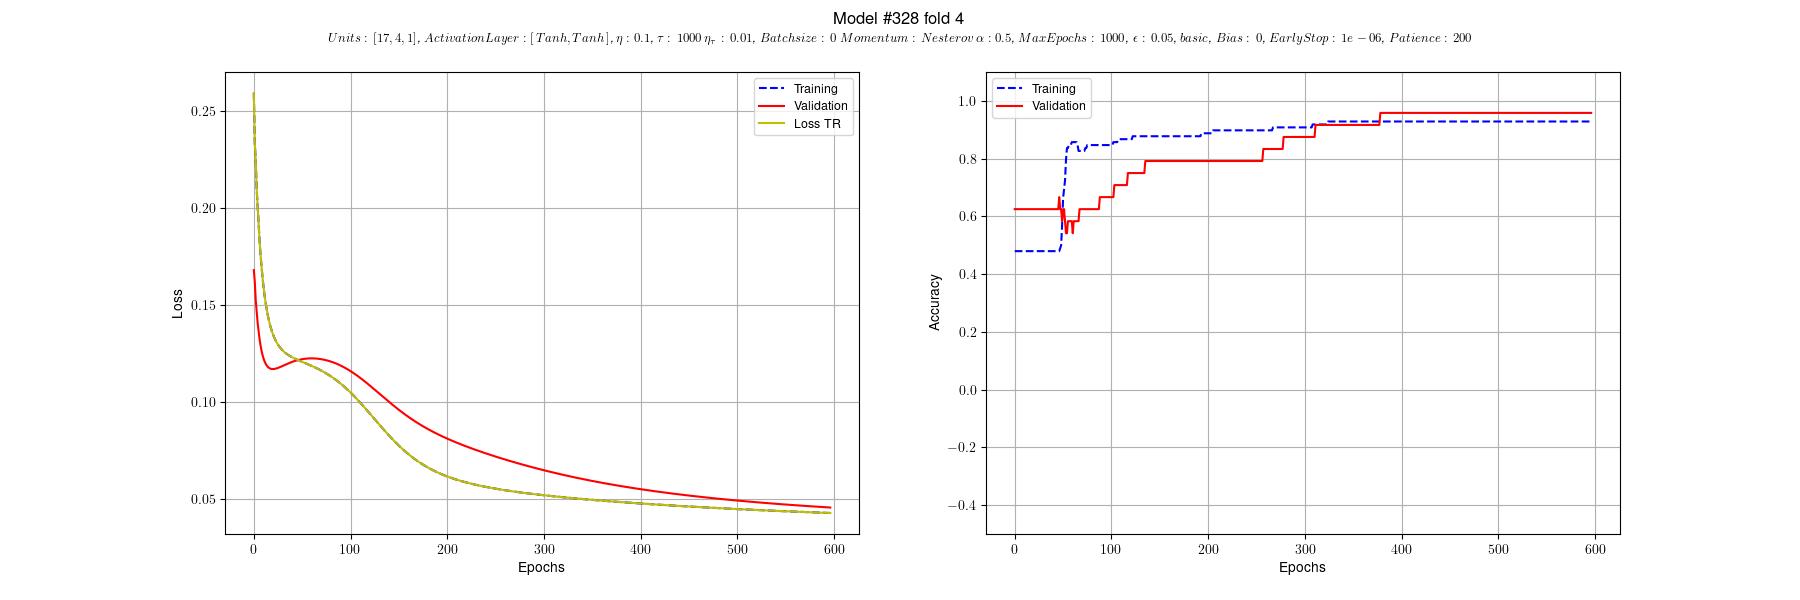 Model #328 fold 4
Units : [17, 4, 1], ActivationLayer : [Tanh, Tanh], η : 0.1, τ : 1000 ητ : 0.01, Batchsize : 0 Momentum : Nesterov α : 0.5, MaxEpochs : 1000, ϵ : 0.05, basic, Bias : 0, EarlyStop : 1e − 06, Patience : 200
Training
Validation
Loss TR
0.25
0.20
0.15
0.10
0.05
Loss
0 100 200 300 400 500 600
Epochs
Training
Validation
1.0
0.8
0.6
0.4
0.2
0.0
−0.2
−0.4
Accuracy
0 100 200 300 400 500 600
Epochs